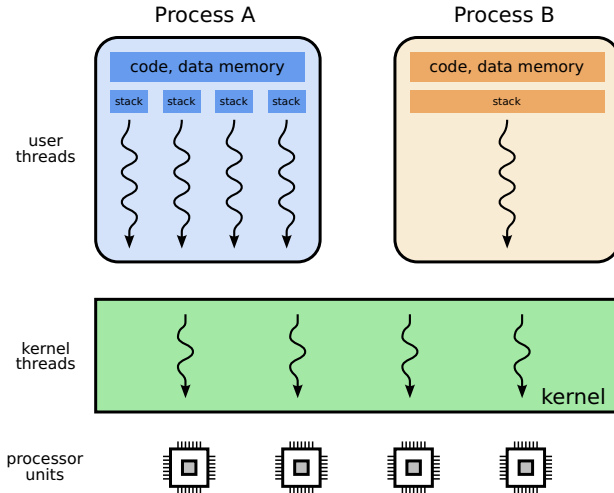 Process A
Process B
code, data memory
code, data memory
stack
stack
stack
stack
stack
user
threads
kernel
threads
kernel
processor
units